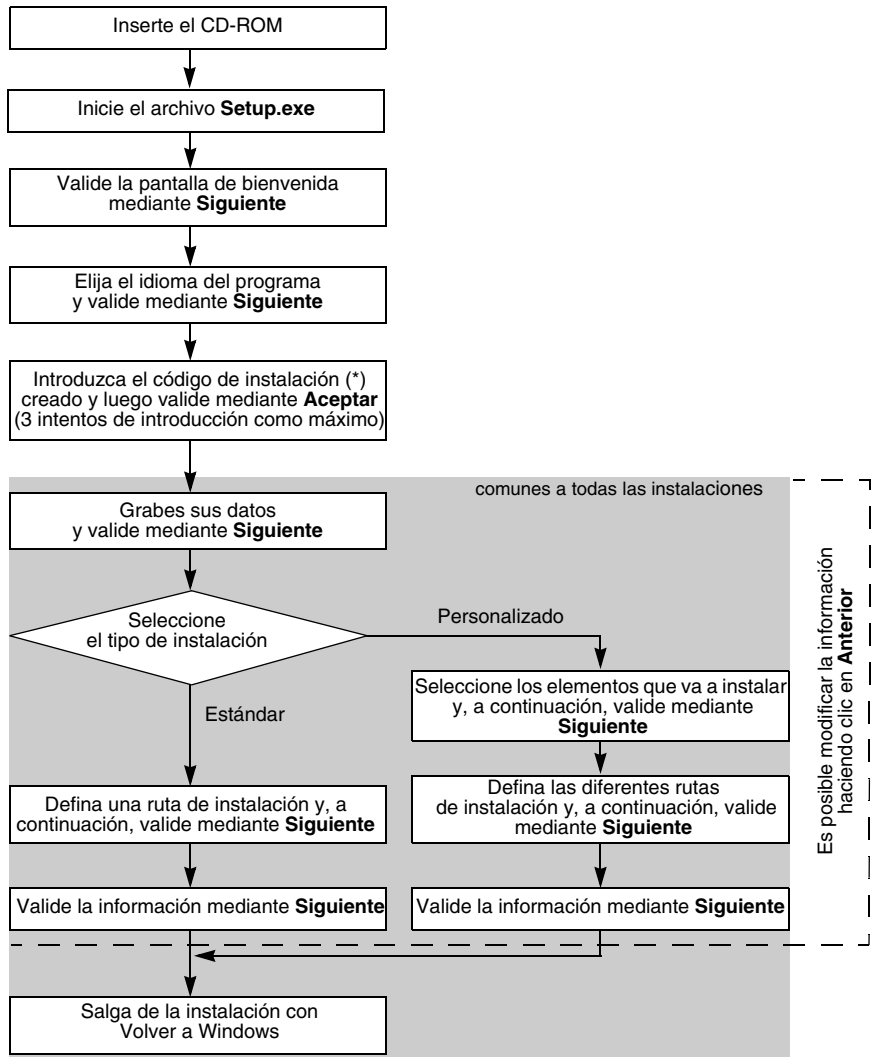 Inserte el CD-ROM
Inicie el archivo Setup.exe
Valide la pantalla de bienvenida
mediante Siguiente
Elija el idioma del programa
y valide mediante Siguiente
Introduzca el código de instalación (*)
creado y luego valide mediante Aceptar
(3 intentos de introducción como máximo)
comunes a todas las instalaciones
Grabes sus datos
y valide mediante Siguiente
Seleccione
el tipo de instalación
Personalizado
Seleccione los elementos que va a instalar
y, a continuación, valide mediante
Siguiente
Estándar
Defina una ruta de instalación y, a
continuación, valide mediante Siguiente
Defina las diferentes rutas
de instalación y, a continuación, valide
mediante Siguiente
Valide la información mediante Siguiente
Valide la información mediante Siguiente
Es posible modificar la información
haciendo clic en Anterior
Salga de la instalación con
Volver a Windows